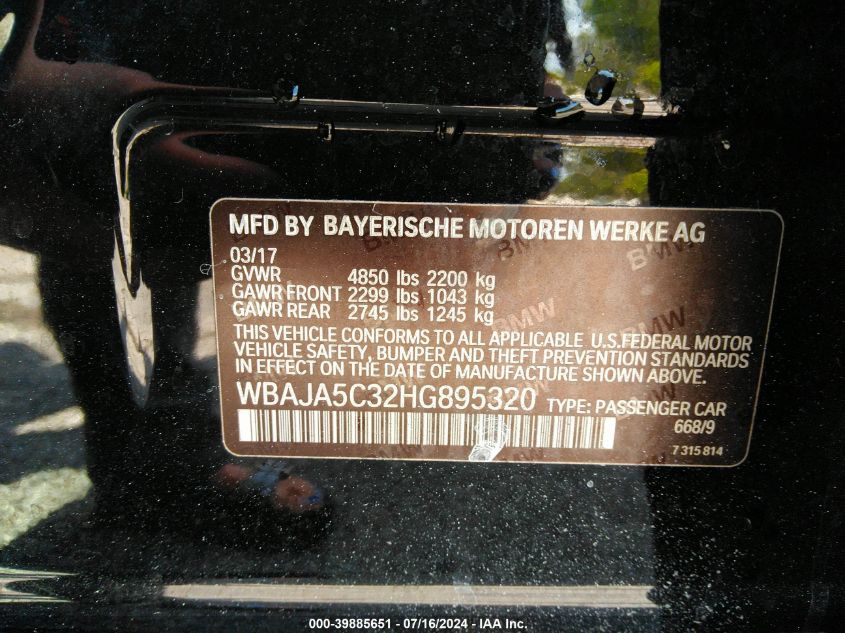 MFD BY BAYERISCHE MOTOREN WERKE AG
03/17
GVWR 4850 lbs 2200 kg
GAWR FRONT 2299 lbs 1043 kg
GAWR REAR 2745 lbs 1245 kg
THIS VEHICLE CONFORMS TO ALL APPLICABLE U.S.FEDERAL MOTOR
VEHICLE SAFETY, BUMPER AND THEFT PREVENTION STANDARDS
IN EFFECT ON THE DATE OF MANUFACTURE SHOWN ABOVE.
WBAJA5C32HG895320 TYPE: PASSENGER CAR
668/9
7 315 814
000-39885651 / 07/16/2024 - IAA Inc.